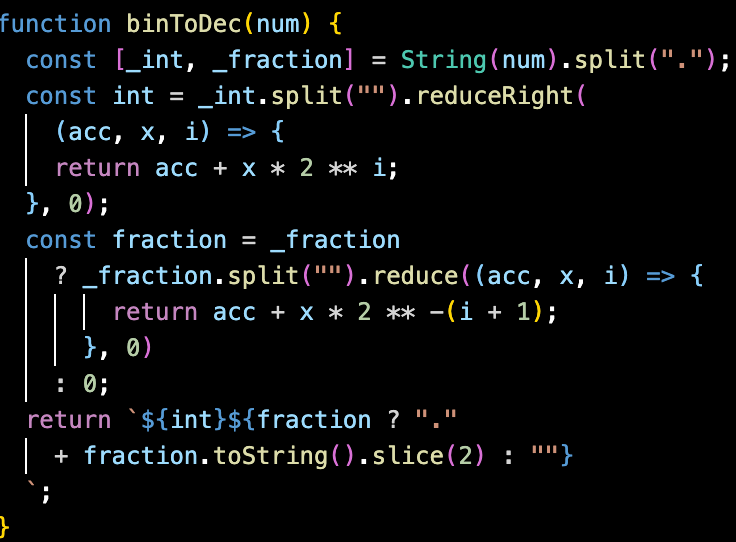 function binToDec(num) {
  const [_int, _fraction] = String(num).split(".");
  const int = _int.split("").reduceRight(
    (acc, x, i) => {
    return acc + x * 2 ** i;
  }, 0);
  const fraction = _fraction
    ? _fraction.split("").reduce((acc, x, i) => {
        return acc + x * 2 ** -(i + 1);
      }, 0)
    : 0;
  return `${int}${fraction ? "."
    + fraction.toString().slice(2) : ""}
  `;
}